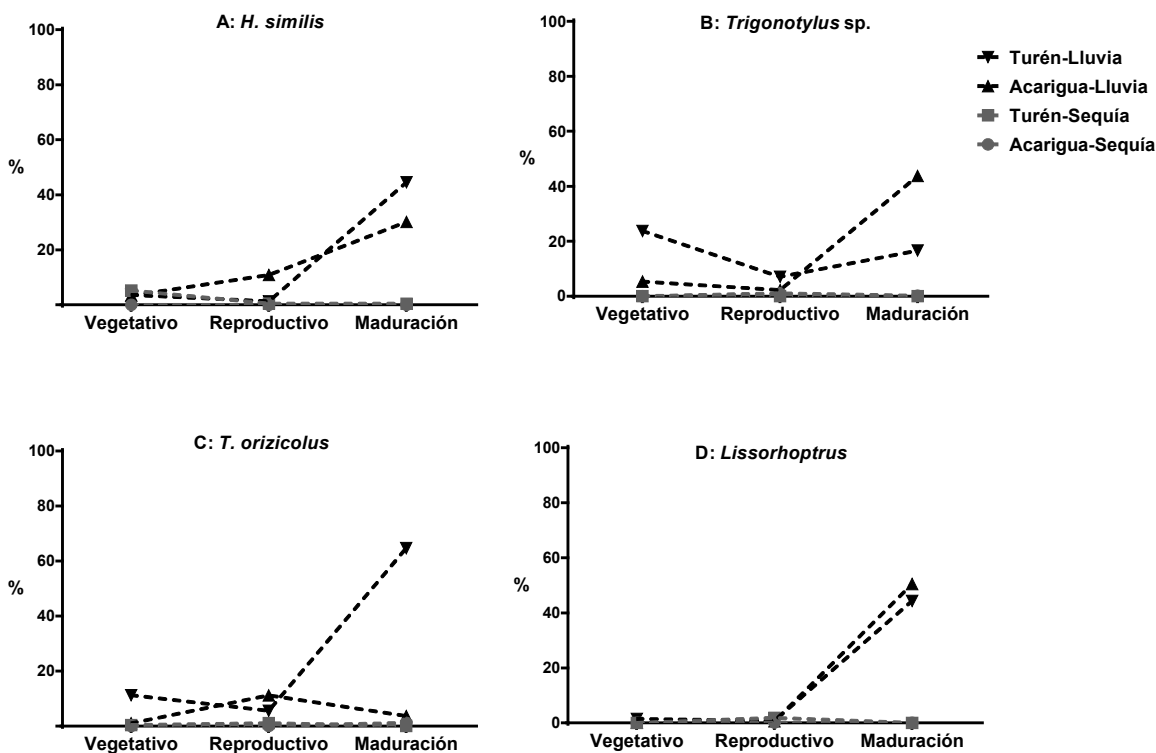 A: H. similis
100
80
60
%
40
20
Vegetativo Reproductivo Maduración
B: Trigonotylus sp.
100
80
60
%
40
20
0
Vegetativo Reproductivo Maduración
Turén-Lluvia
Acarigua-Lluvia
Turén-Sequía
Acarigua-Sequía
C: T. orizicolus
100
80
60
%
40
20
Vegetativo Reproductivo Maduración
D: Lissorhoptrus
100
80
60
%
40
20
0
Vegetativo Reproductivo Maduración